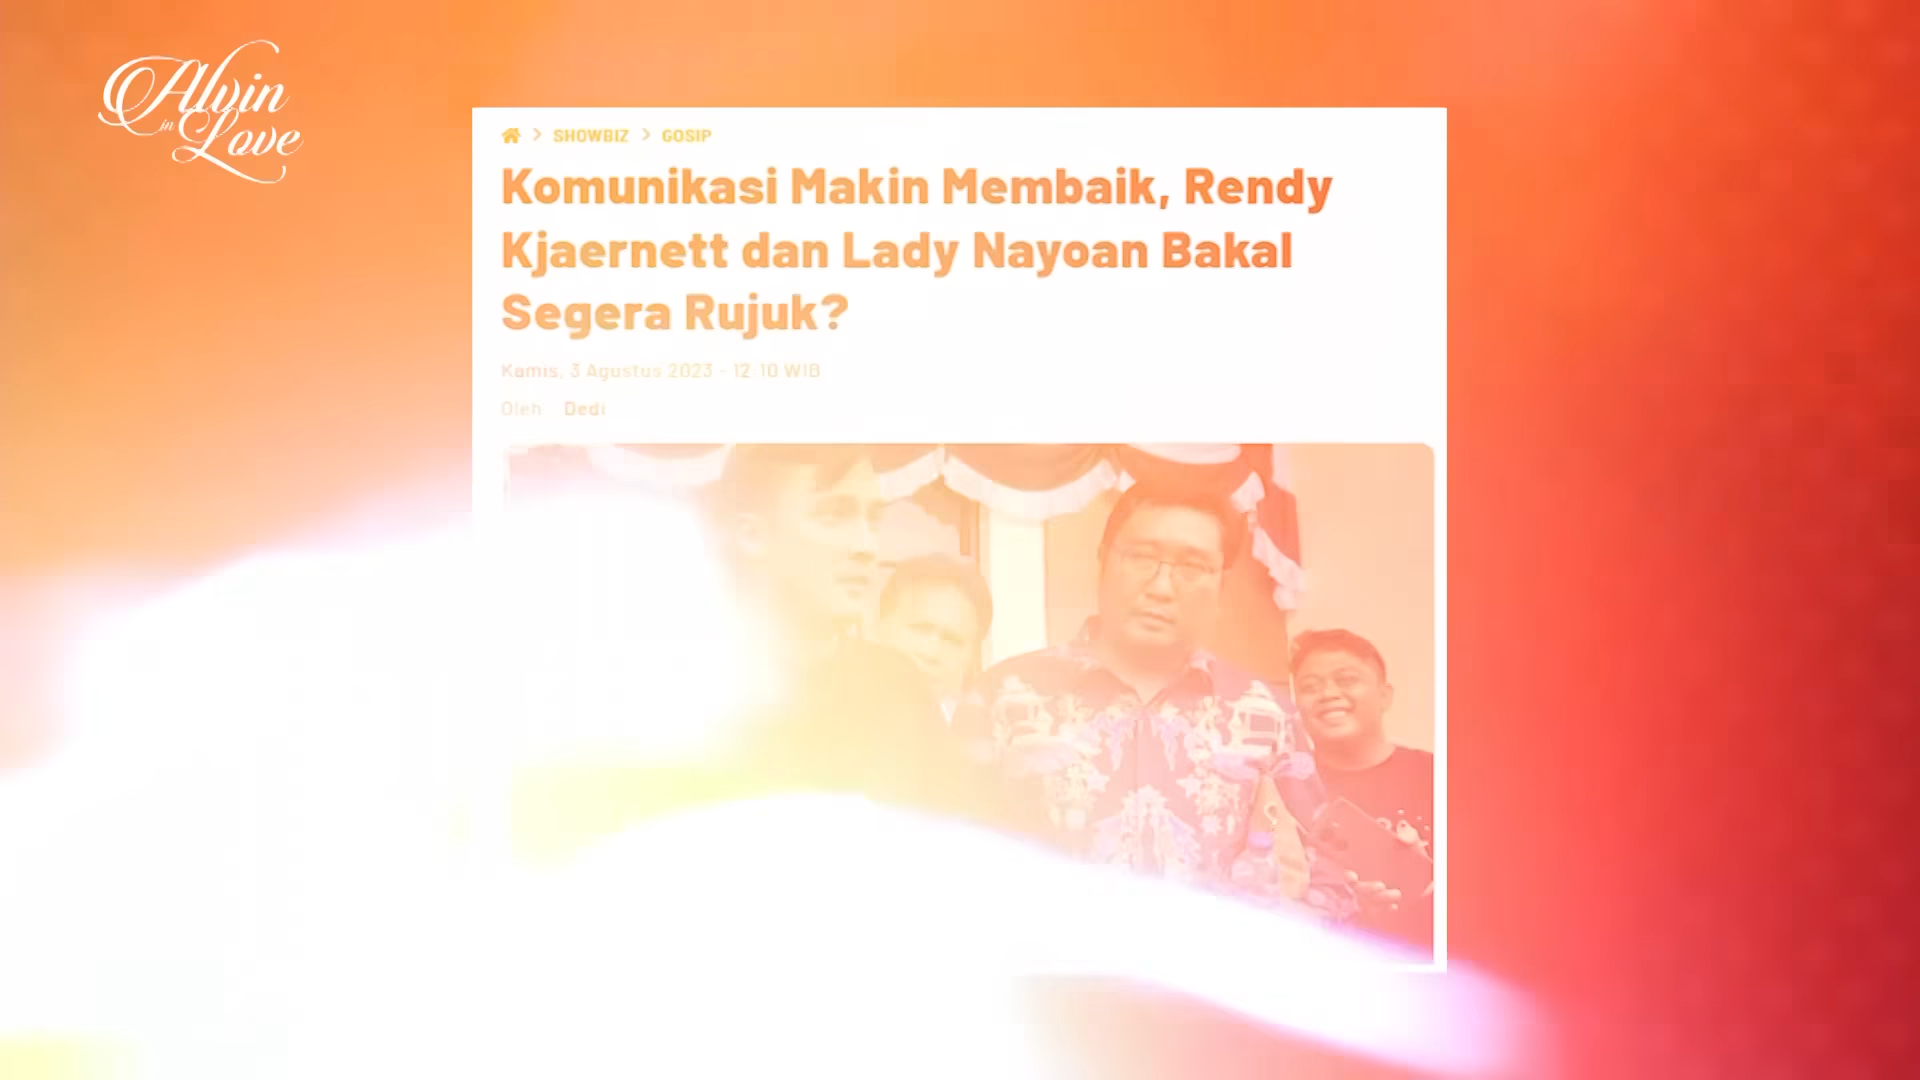 Alvin
in Love
SHOWBIZ > GOSIP
Komunikasi Makin Membaik, Rendy
Kjaernett dan Lady Nayoan Bakal
Segera Rujuk?
Kamis, 3 Agustus 2023 - 12:10 WIB
Oleh Dedi